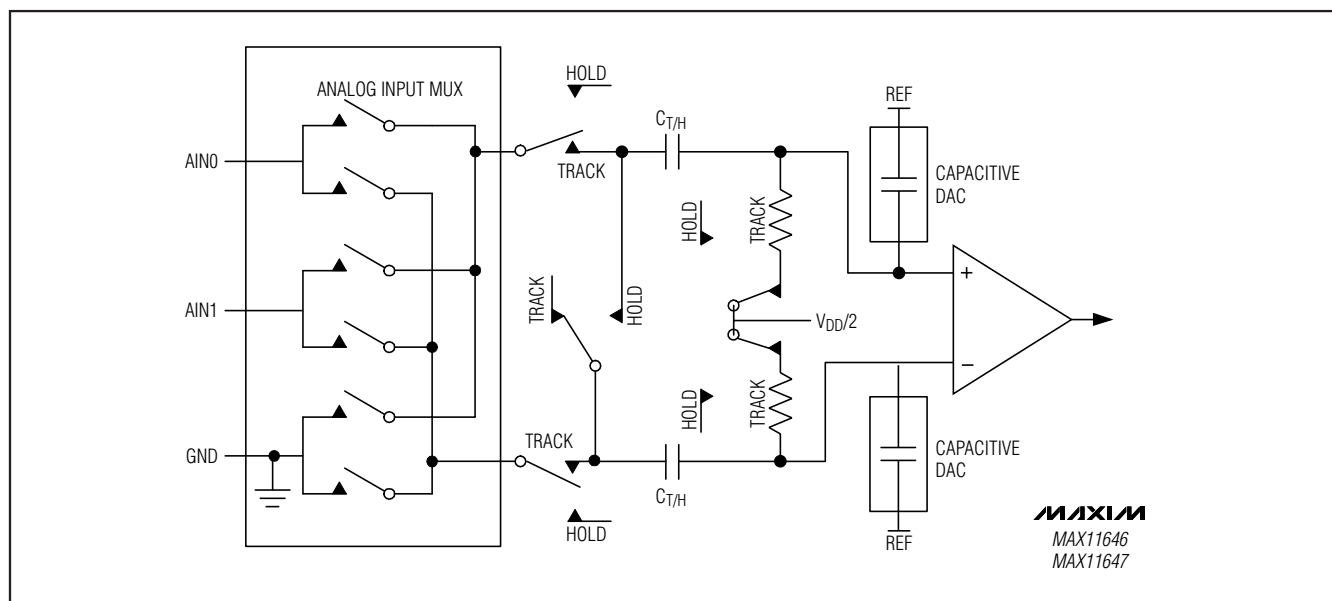 ANALOG INPUT MUX
HOLD
REF
C_T/H
AIN0
TRACK
CAPACITIVE
DAC
HOLD
TRACK
TRACK
HOLD
+
AIN1
V_DD/2
−
HOLD
TRACK
GND
TRACK
CAPACITIVE
DAC
C_T/H
HOLD
REF
MAXIM
MAX11646
MAX11647